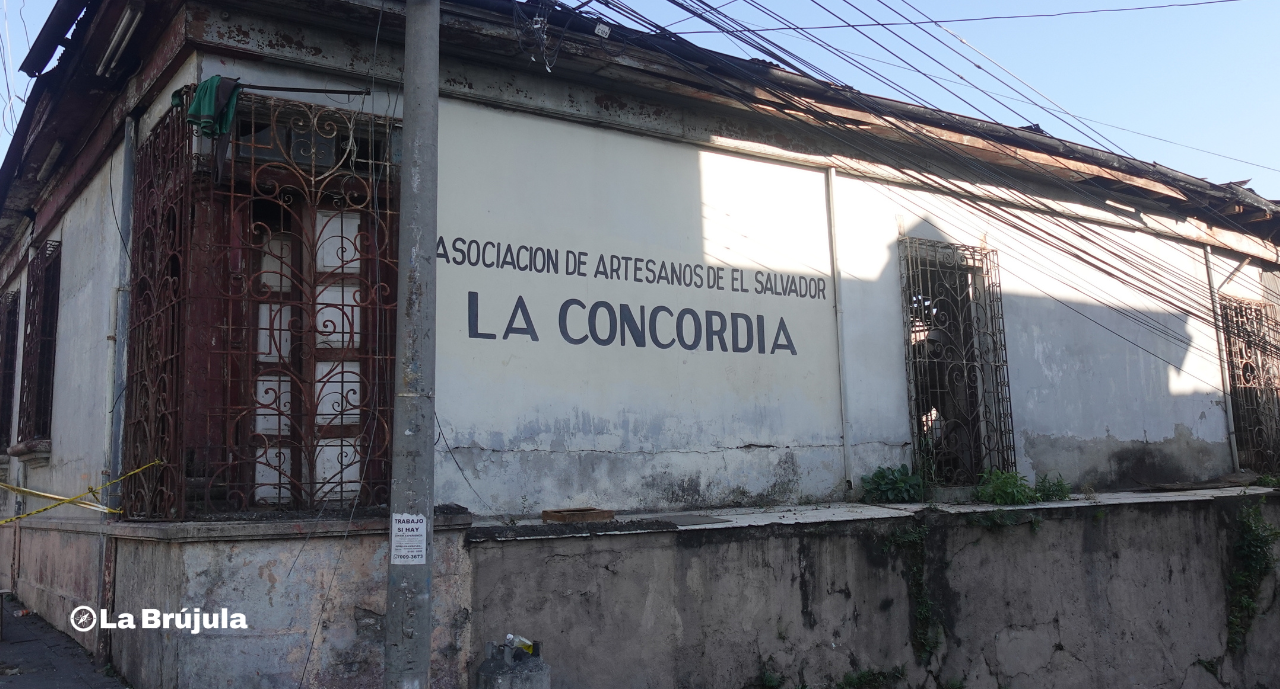 ASOCIACION DE ARTESANOS DE EL SALVADOR
LA CONCORDIA
TRABAJO
SI HAY
La Brújula